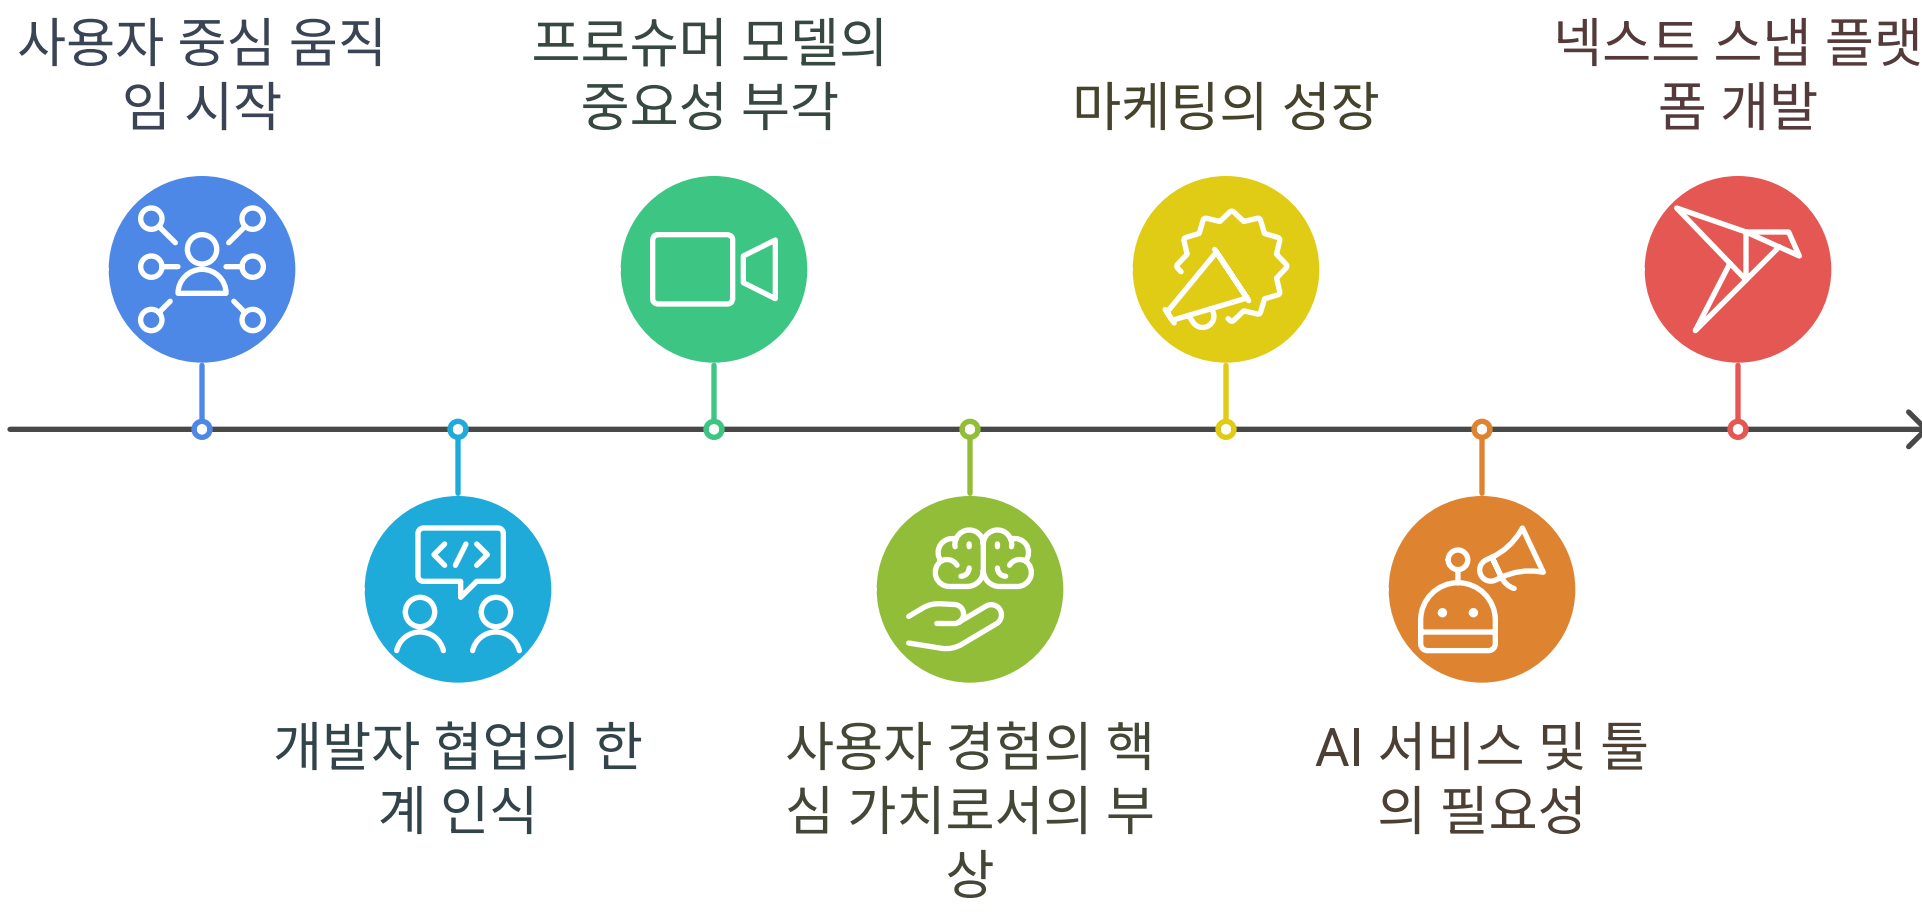 사용자 중심 움직
임 시작
개발자 협업의 한
계 인식
프로슈머 모델의
중요성 부각
사용자 경험의 핵
심 가치로서의 부
상
마케팅의 성장
AI 서비스 및 툴
의 필요성
넥스트 스냅 플랫
폼 개발